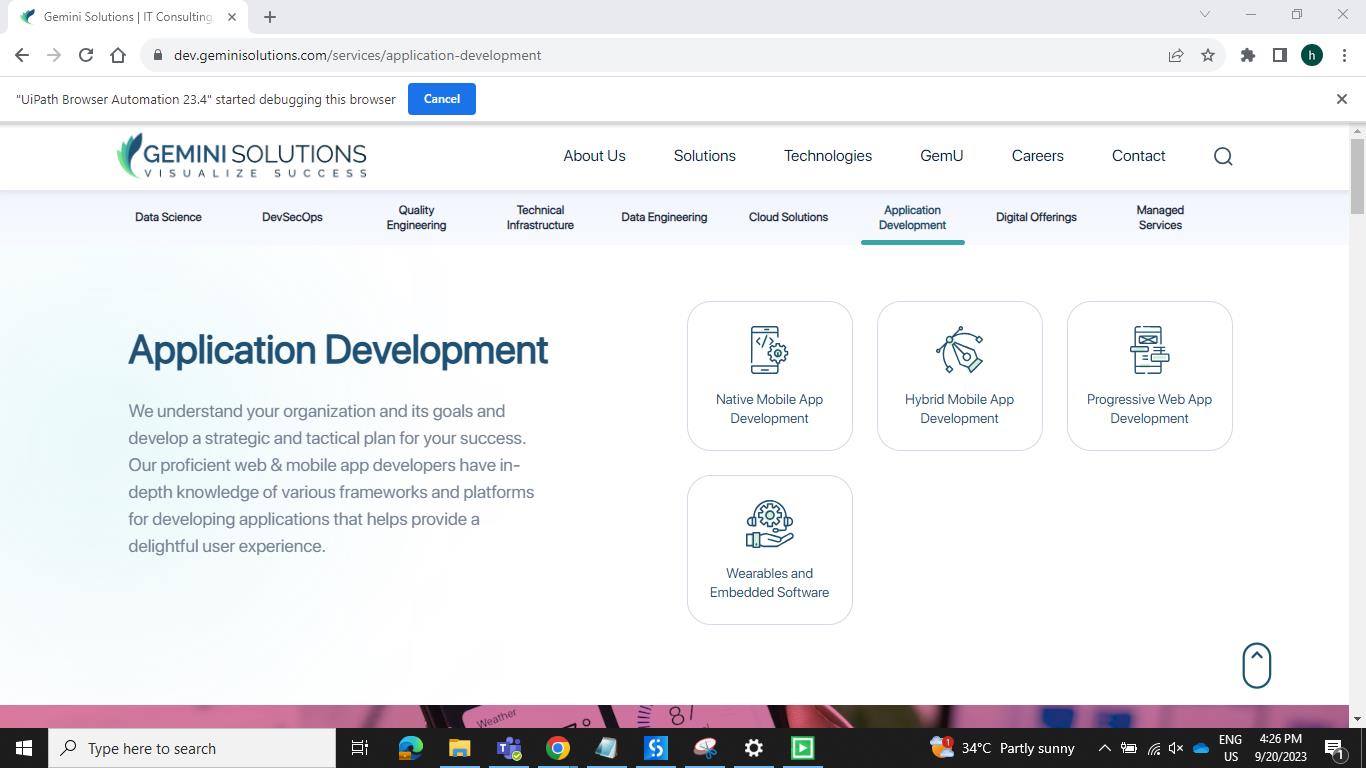 Gemini Solutions | IT Consulting
dev.geminisolutions.com/services/application-development
h
"UiPath Browser Automation 23.4" started debugging this browser
Cancel
GEMINI SOLUTIONS
VISUALIZE SUCCESS
About Us
Solutions
Technologies
GemU
Careers
Contact
Data Science
DevSecOps
Quality
Engineering
Technical
Infrastructure
Data Engineering
Cloud Solutions
Application
Development
Digital Offerings
Managed
Services
Application Development
We understand your organization and its goals and
develop a strategic and tactical plan for your success.
Our proficient web & mobile app developers have in-
depth knowledge of various frameworks and platforms
for developing applications that helps provide a
delightful user experience.
Native Mobile App
Development
Hybrid Mobile App
Development
Progressive Web App
Development
Wearables and
Embedded Software
Weather
87
Type here to search
1
34°C Partly sunny
ENG
US
4:26 PM
9/20/2023
1